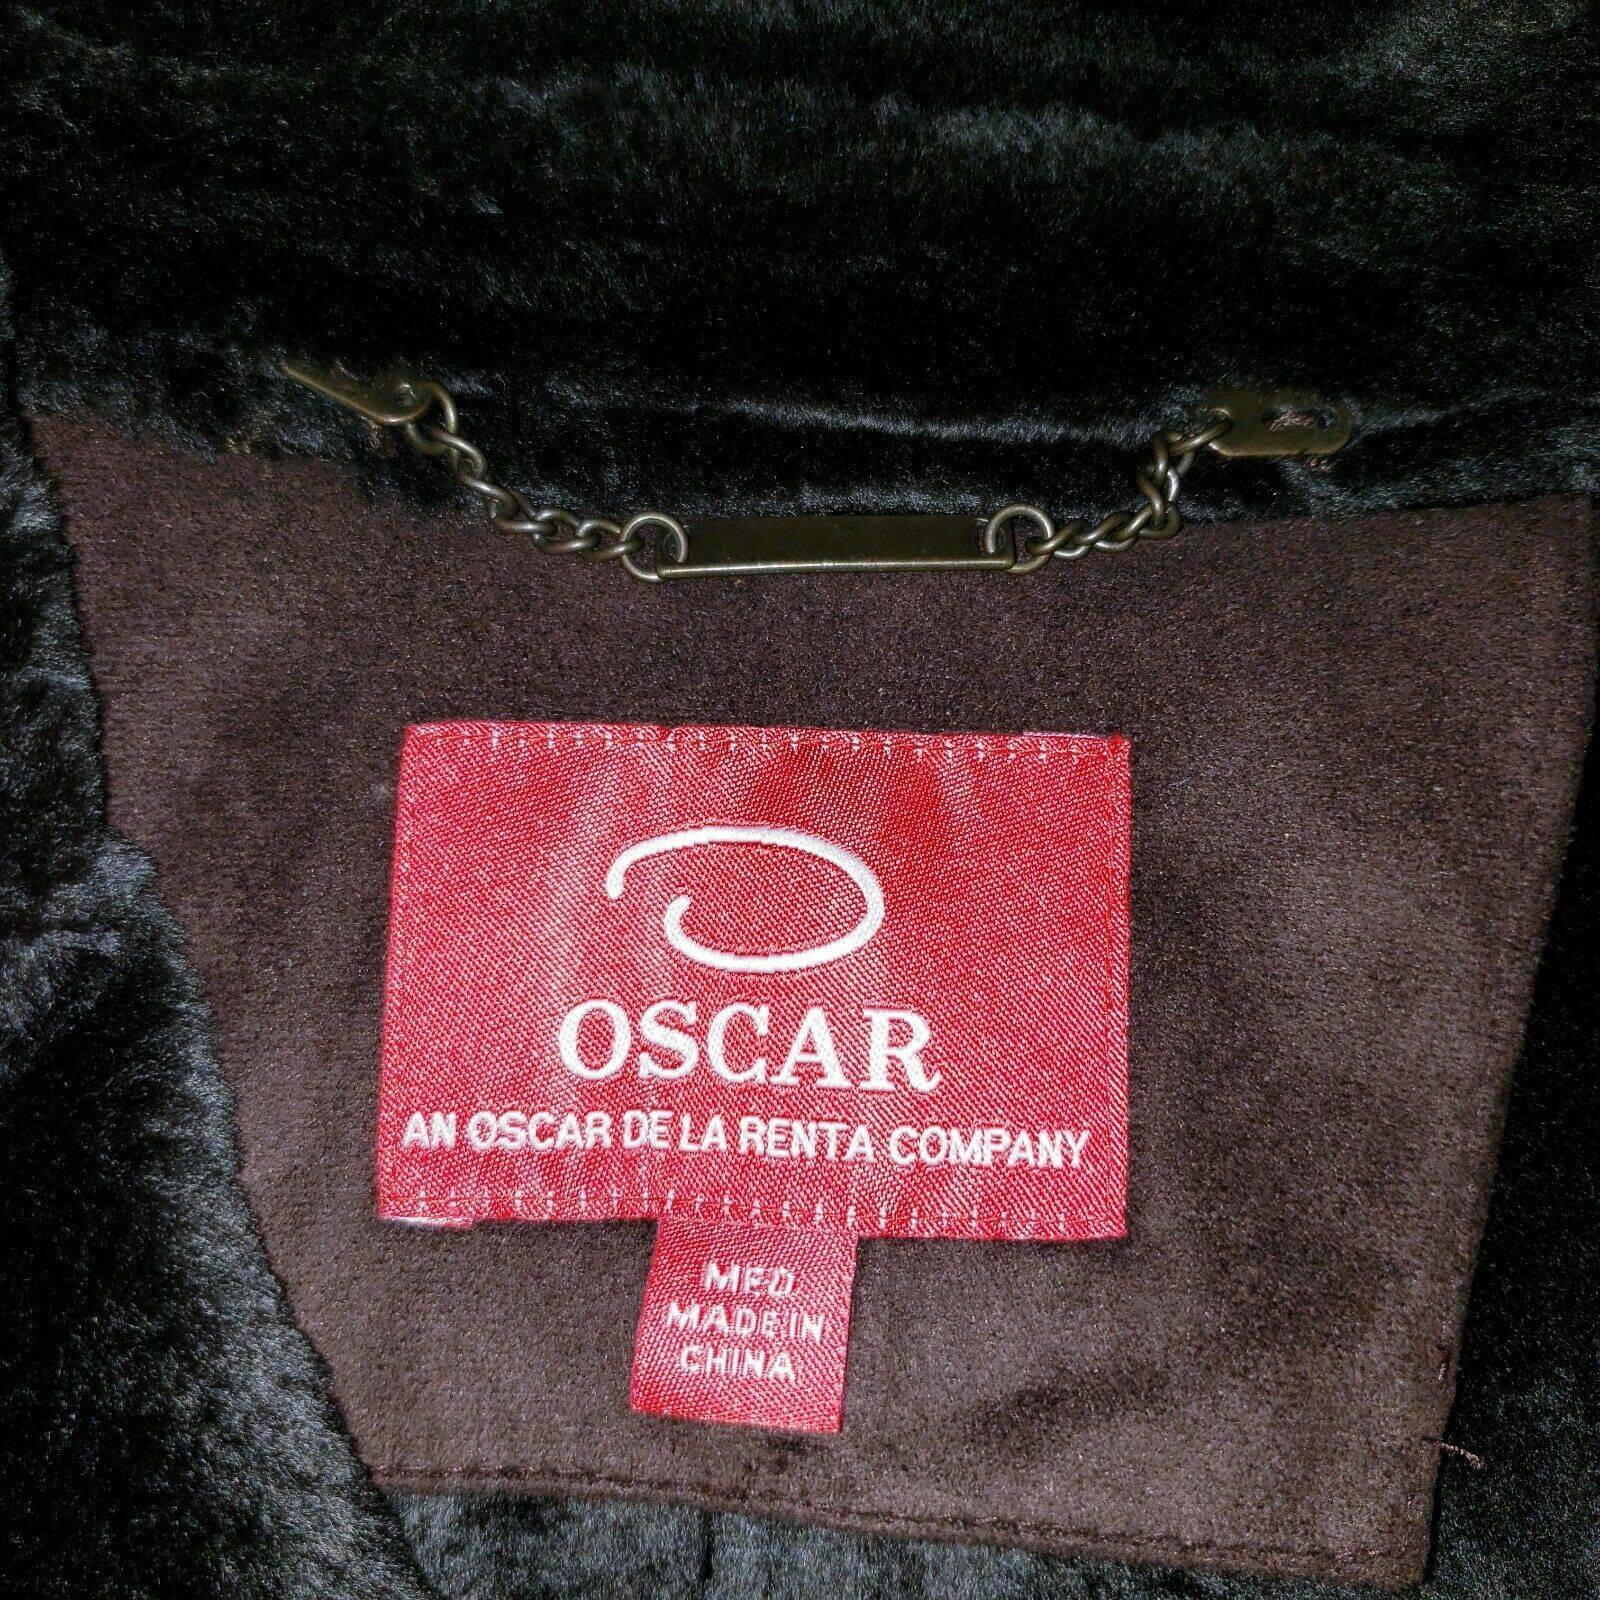 OSCAR
AN OSCAR DE LA RENTA COMPANY
MED
MADE IN
CHINA